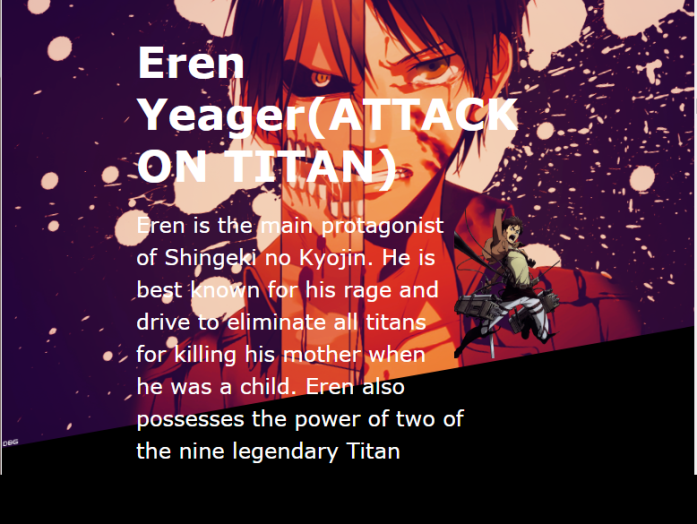 Eren
Yeager(ATTACK
ON TITAN)
Eren is the main protagonist
of Shingeki no Kyojin. He is
best known for his rage and
drive to eliminate all titans
for killing his mother when
he was a child. Eren also
possesses the power of two of
the nine legendary Titan